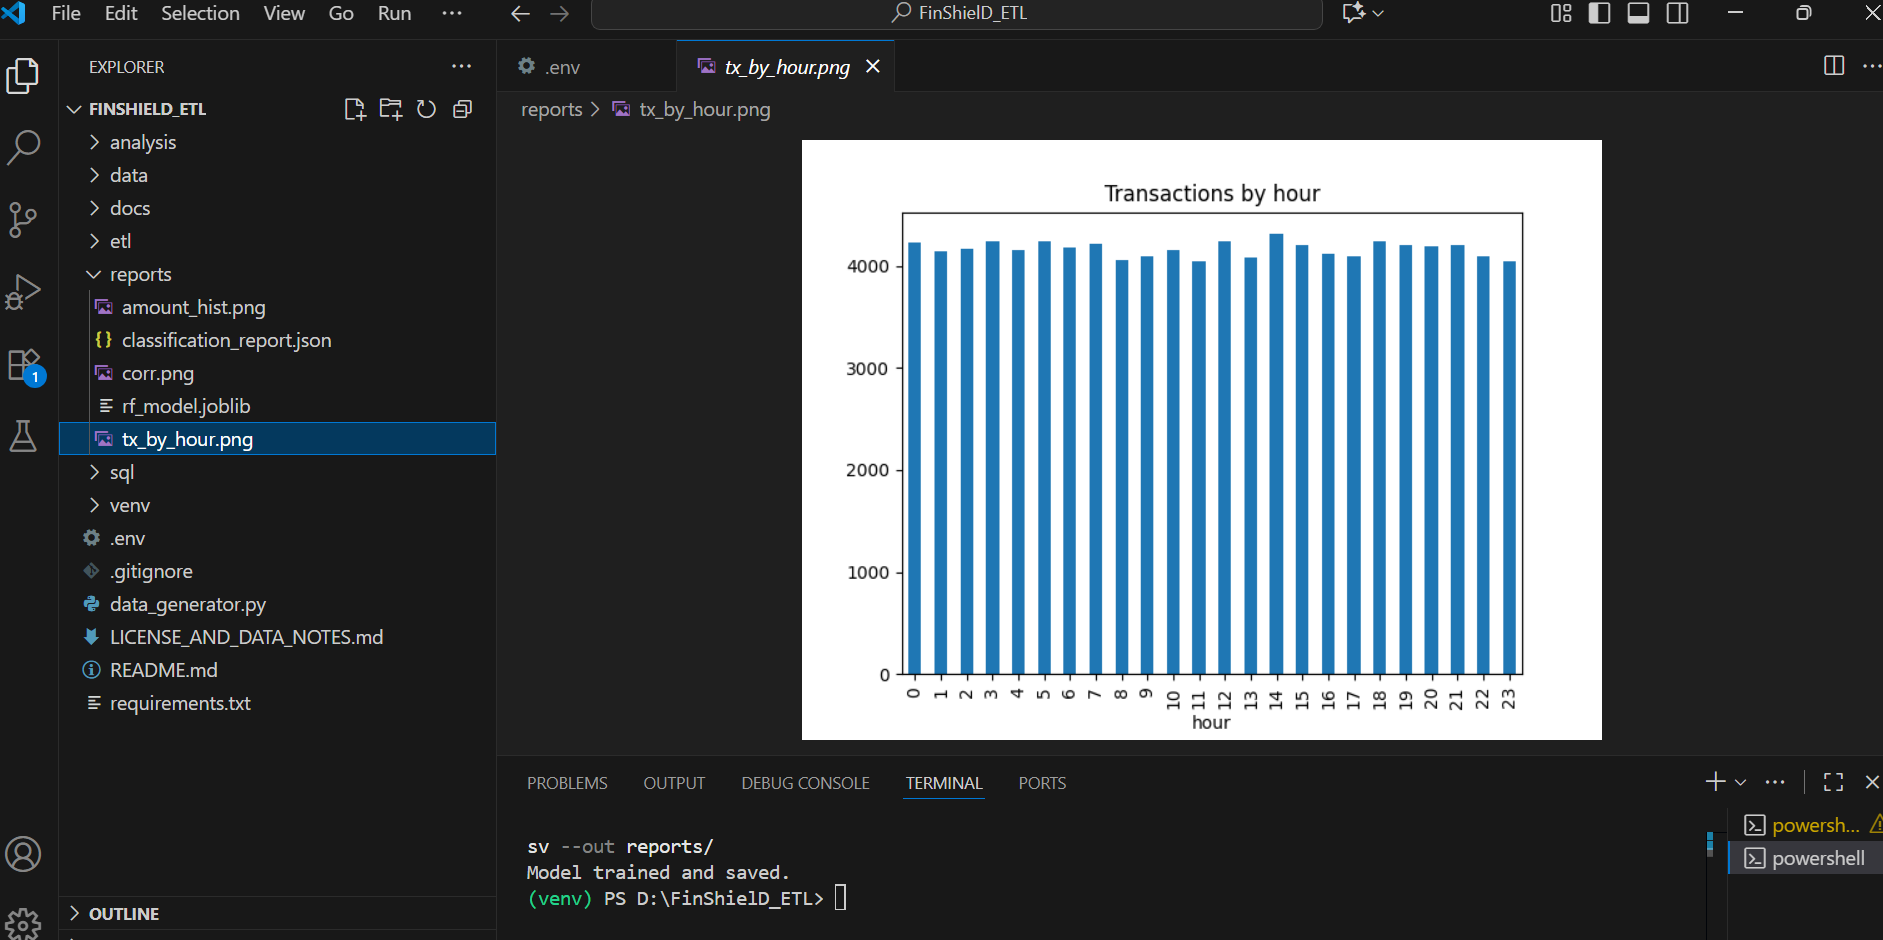 File Edit Selection View Go Run ···
FinShielD_ETL
EXPLORER
FINSHIELD_ETL
analysis
data
docs
etl
reports
amount_hist.png
{} classification_report.json
corr.png
rf_model.joblib
tx_by_hour.png
sql
venv
.env
.gitignore
data_generator.py
LICENSE_AND_DATA_NOTES.md
README.md
requirements.txt
1
OUTLINE
.env
tx_by_hour.png
reports > tx_by_hour.png
Transactions by hour
4000
3000
2000
1000
0
0 1 2 3 4 5 6 7 8 9 10 11 12 13 14 15 16 17 18 19 20 21 22 23
hour
PROBLEMS OUTPUT DEBUG CONSOLE TERMINAL PORTS
sv --out reports/
Model trained and saved.
(venv) PS D:\FinShielD_ETL>
powersh...
powershell